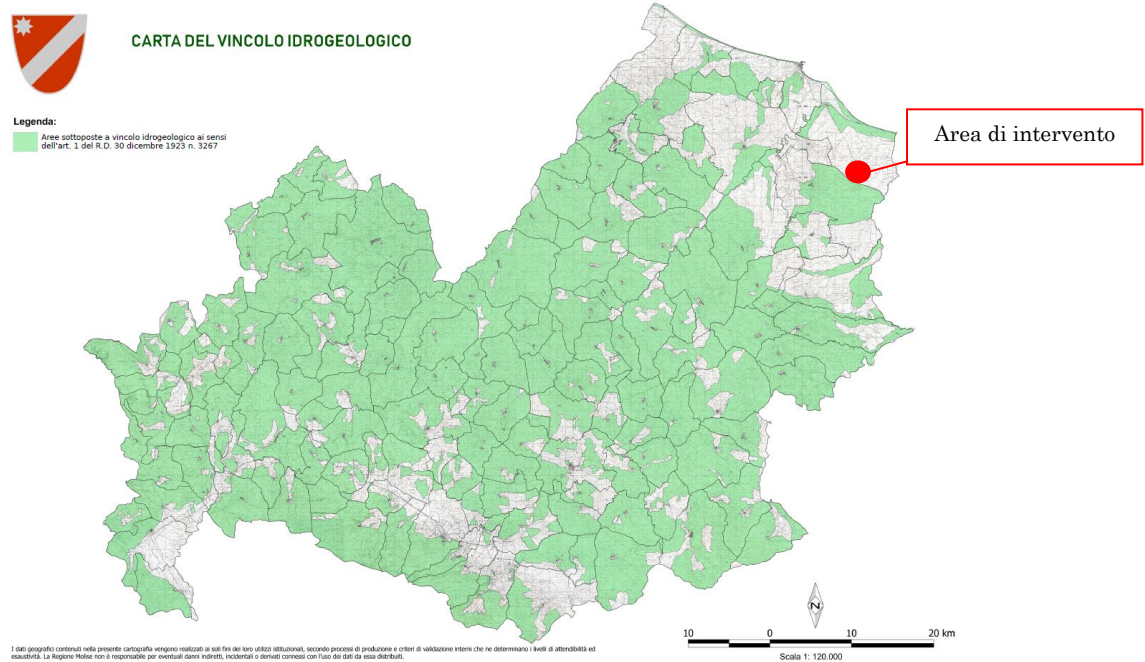 CARTA DEL VINCOLO IDROGEOLOGICO
Legenda:
Aree sottoposte a vincolo idrogeologico ai sensi
dell'art. 1 del R.D. 30 dicembre 1923 n. 3267
Area di intervento
N
10 0 10 20 km
Scala 1: 120.000
I dati geografici contenuti nella presente cartografia vengono realizzati ai soli fini dei loro utilizzo istituzionali, secondo processi di produzione e criteri di validazione interni che ne determinano i livelli di attendibilità ed
esaustività. La Regione Molise non è responsabile per eventuali danni indiretti, incidentali o derivati connessi con l'uso dei dati da essa distribuiti.